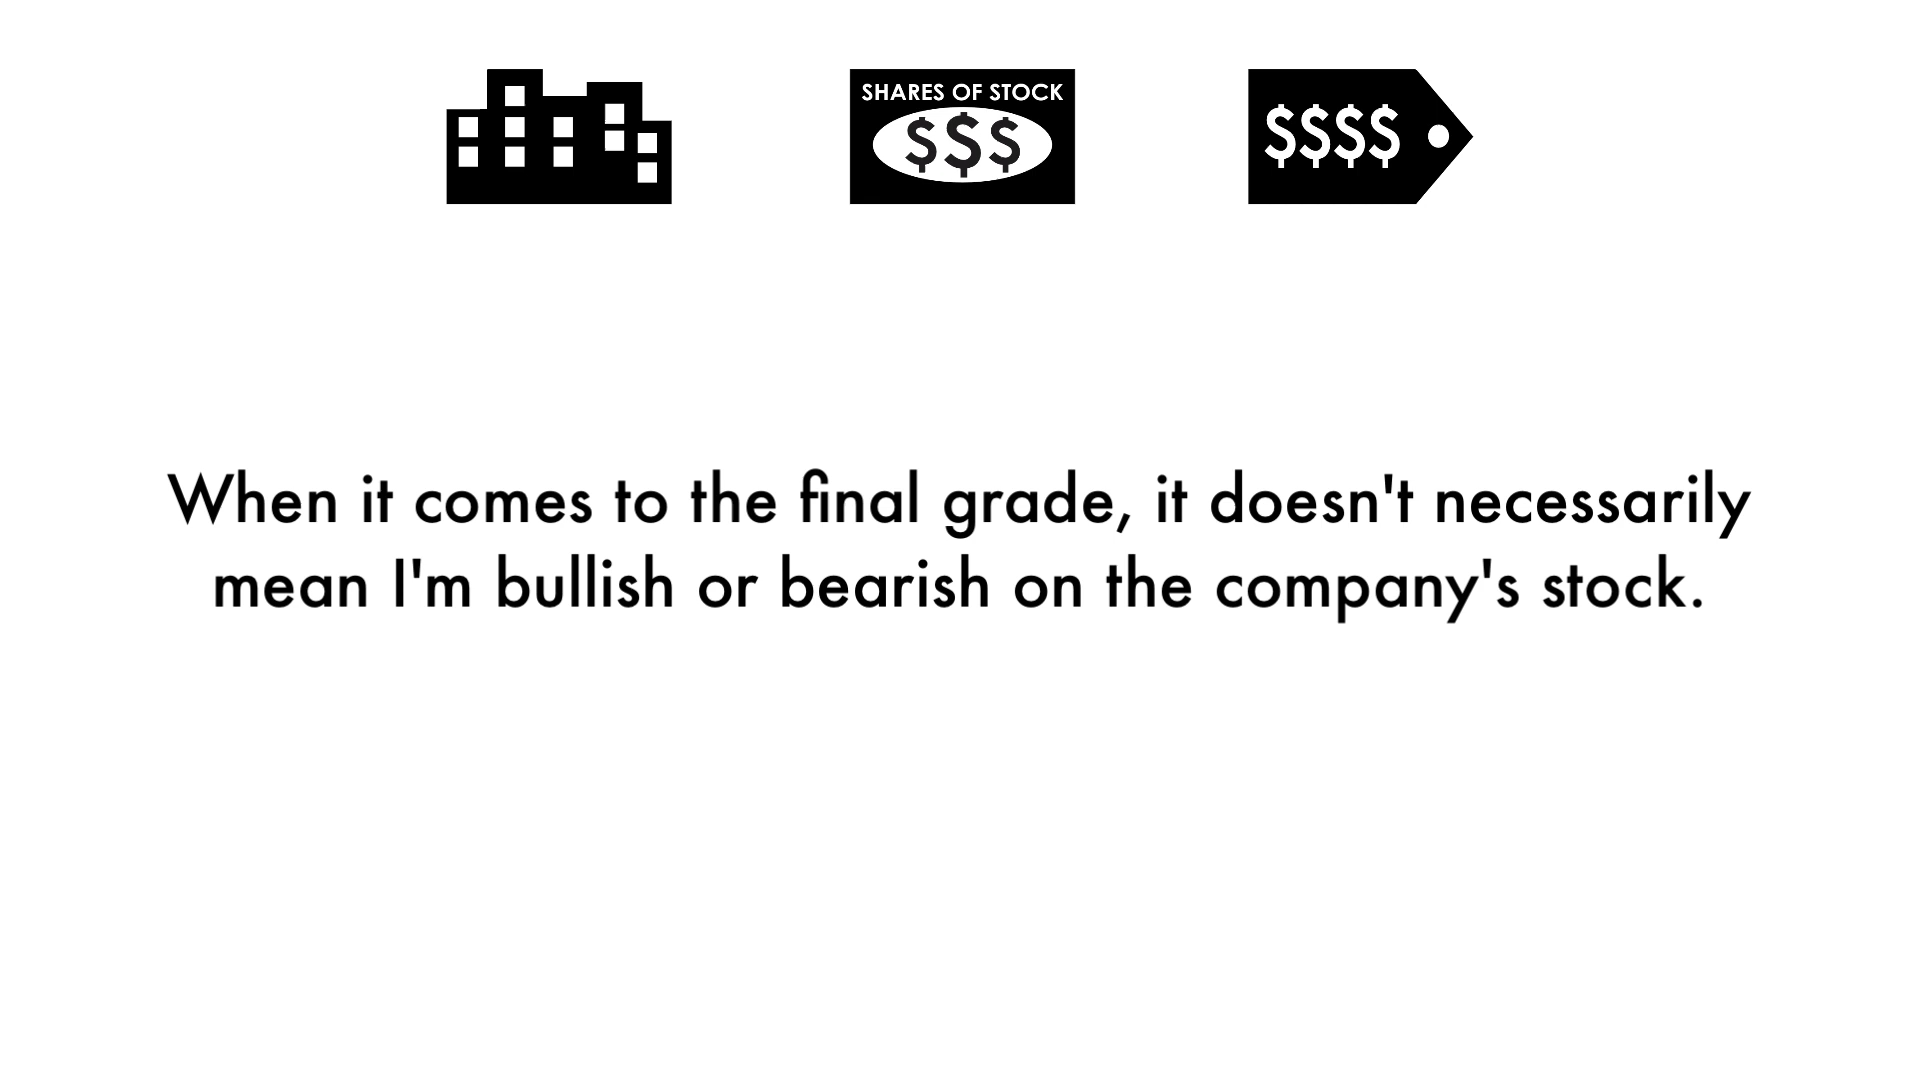 SHARES OF STOCK
$$$
$$$$
When it comes to the final grade, it doesn't necessarily
mean I'm bullish or bearish on the company's stock.